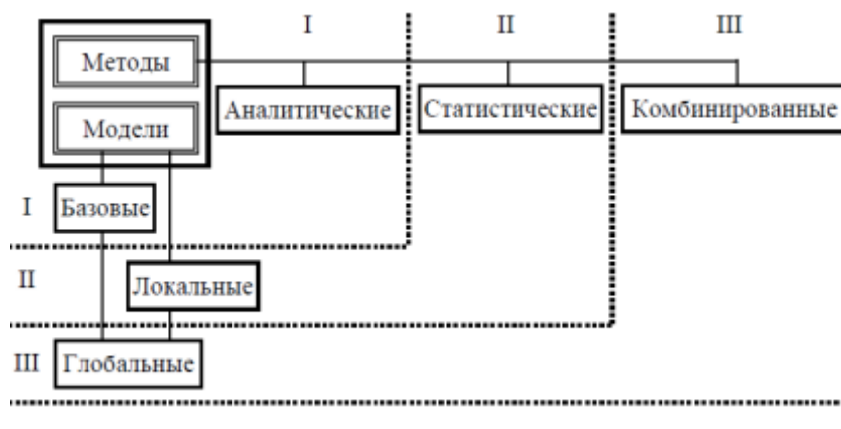 I II III
Методы
Аналитические Статистические Комбинированные
Модели
I Базовые
II Локальные
III Глобальные